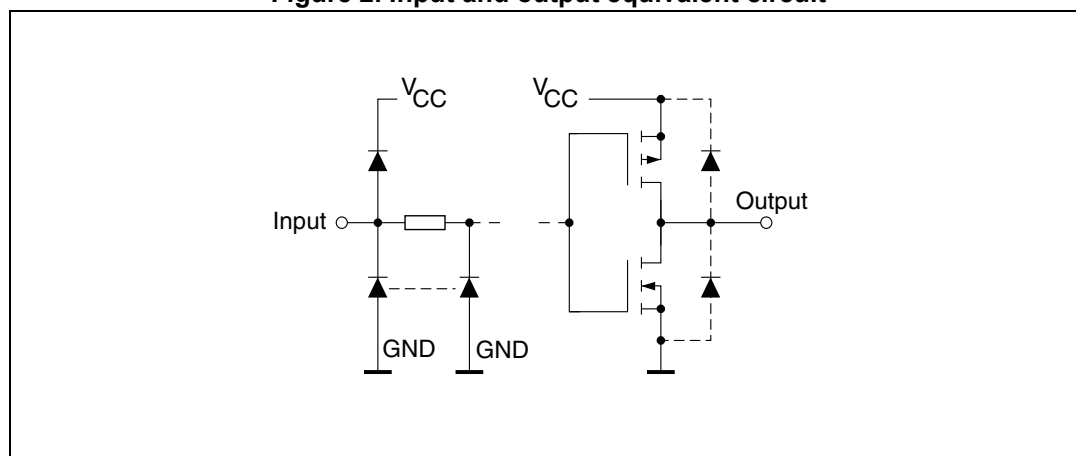 Figure 2. Input and output equivalent circuit
VCC
VCC
Input
Output
GND
GND